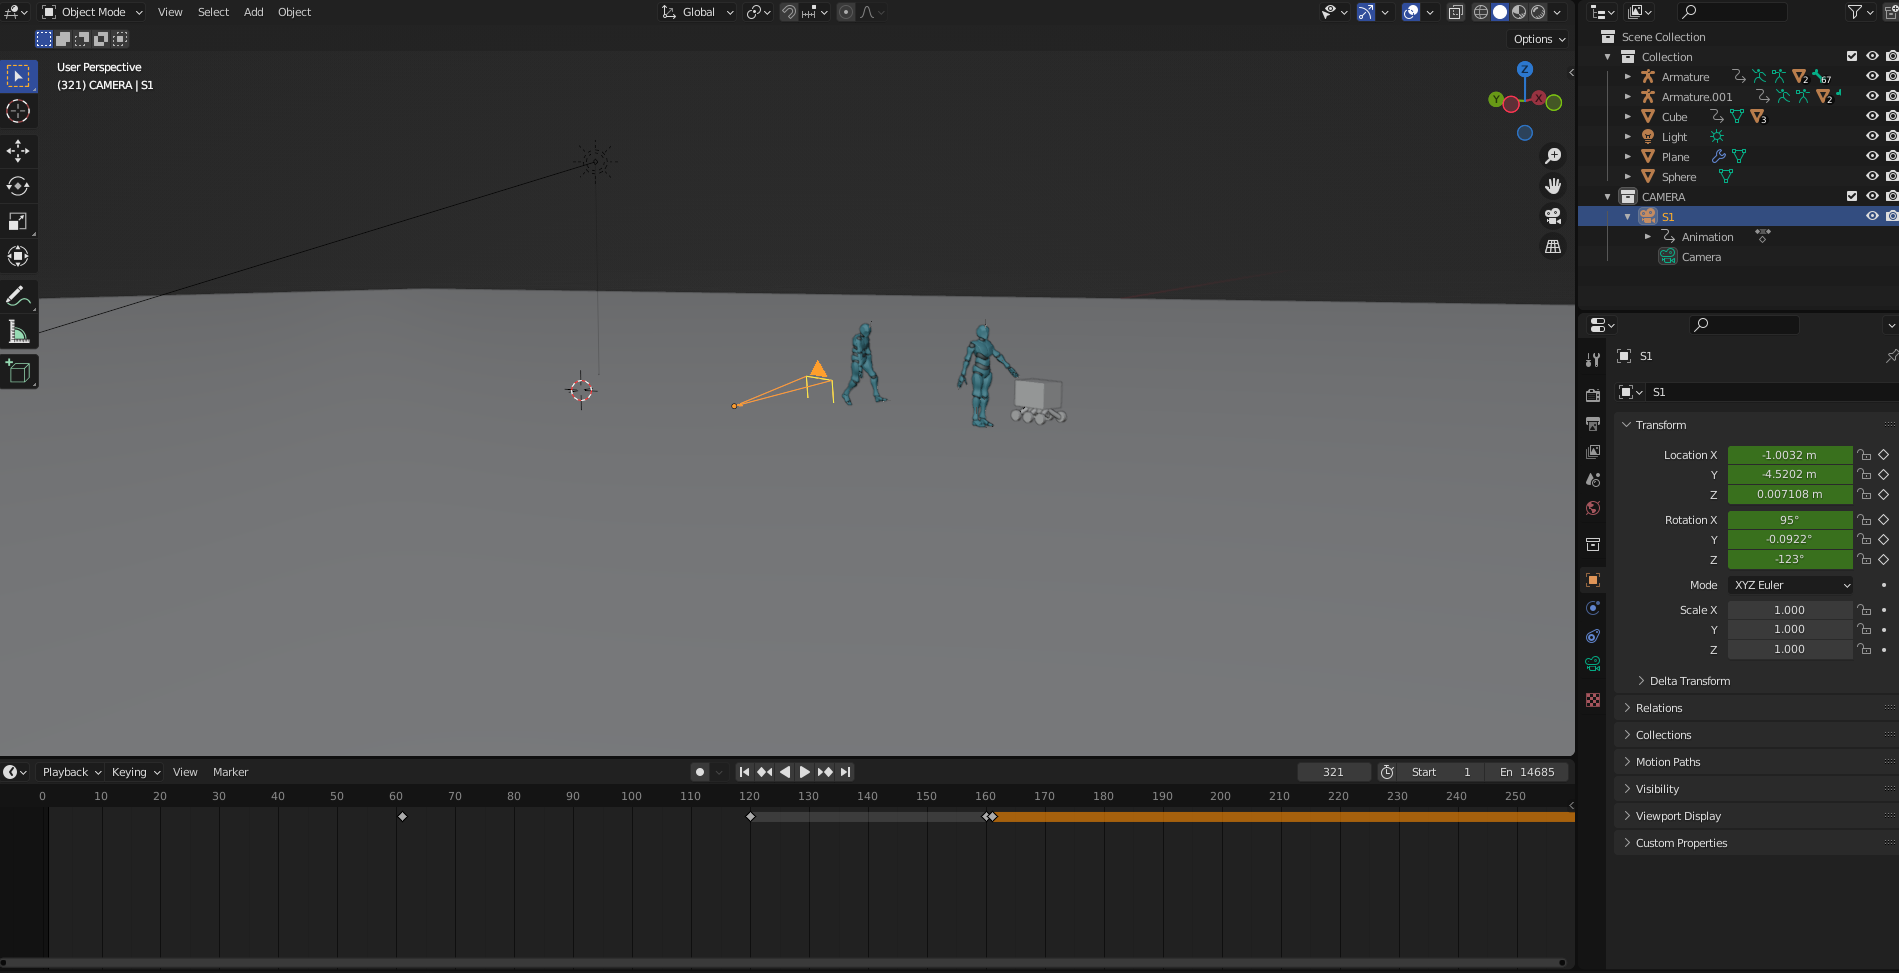 Object Mode View Select Add Object Global
Options
User Perspective
(321) CAMERA | S1
Z
Y
X
Scene Collection
Collection
Armature 2 67
Armature.001 2
Cube 3
Light
Plane
Sphere
CAMERA
S1
Animation
Camera
S1
S1
Transform
Location X -1.0032 m
Y -4.5202 m
Z 0.007108 m
Rotation X 95°
Y -0.0922°
Z -123°
Mode XYZ Euler
Scale X 1.000
Y 1.000
Z 1.000
Delta Transform
Relations
Collections
Motion Paths
Visibility
Viewport Display
Custom Properties
Playback Keying View Marker 321 Start 1 En 14685
0 10 20 30 40 50 60 70 80 90 100 110 120 130 140 150 160 170 180 190 200 210 220 230 240 250